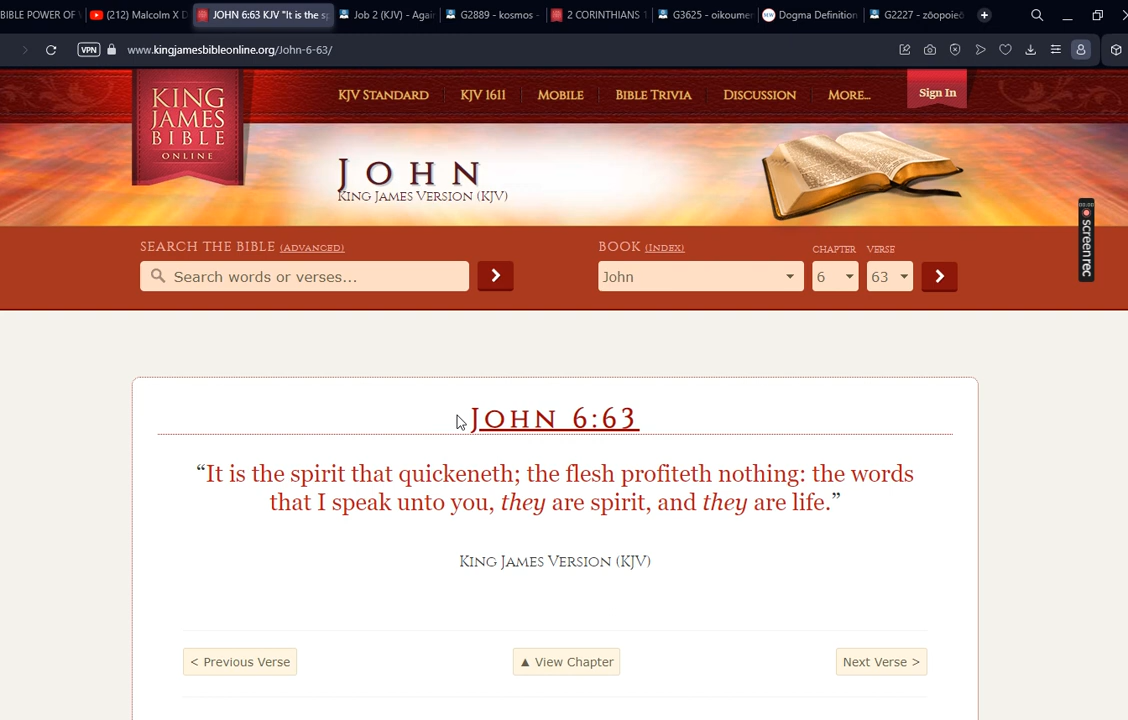 BIBLE POWER OF
(212) Malcolm X D
JOHN 6:63 KJV "It is the sp
Job 2 (KJV) - Agai
G2889 - kosmos -
2 CORINTHIANS 1
G3625 - oikoumen
Dogma Definition
G2227 - zōopoieō
VPN
www.kingjamesbibleonline.org/John-6-63/
KING
JAMES
BIBLE
ONLINE
KJV STANDARD
KJV 1611
MOBILE
BIBLE TRIVIA
DISCUSSION
MORE...
Sign In
JOHN
KING JAMES VERSION (KJV)
00:00
screenrec
SEARCH THE BIBLE (ADVANCED)
BOOK (INDEX)
CHAPTER
VERSE
Search words or verses...
John
6
63
JOHN 6:63
“It is the spirit that quickeneth; the flesh profiteth nothing: the words
that I speak unto you, they are spirit, and they are life.”
KING JAMES VERSION (KJV)
< Previous Verse
▲ View Chapter
Next Verse >